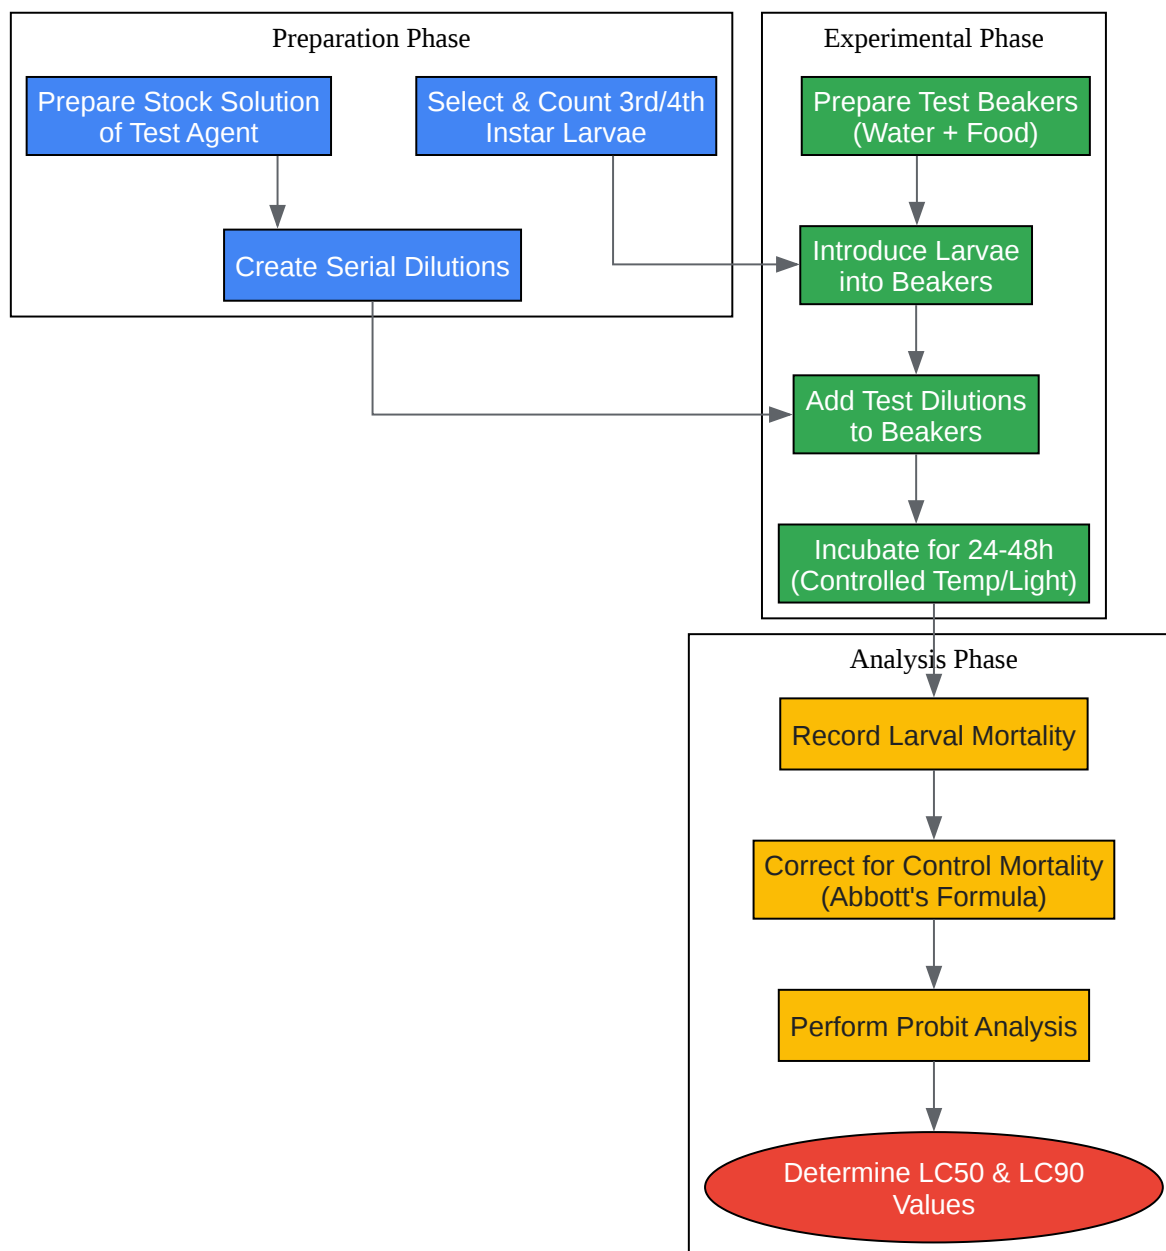 Preparation Phase
Prepare Stock Solution
of Test Agent
Select & Count 3rd/4th
Instar Larvae
Create Serial Dilutions
Experimental Phase
Prepare Test Beakers
(Water + Food)
Introduce Larvae
into Beakers
Add Test Dilutions
to Beakers
Incubate for 24-48h
(Controlled Temp/Light)
Analysis Phase
Record Larval Mortality
Correct for Control Mortality
(Abbott's Formula)
Perform Probit Analysis
Determine LC50 & LC90
Values